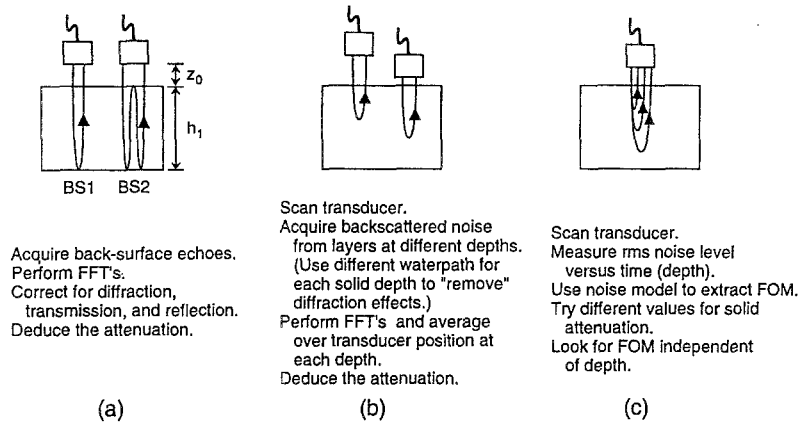 z0
h1
BS1 BS2
Acquire back-surface echoes.
Perform FFT's.
Correct for diffraction,
transmission, and reflection.
Deduce the attenuation.
(a)
Scan transducer.
Acquire backscattered noise
from layers at different depths.
(Use different waterpath for
each solid depth to "remove"
diffraction effects.)
Perform FFT's and average
over transducer position at
each depth.
Deduce the attenuation.
(b)
Scan transducer.
Measure rms noise level
versus time (depth).
Use noise model to extract FOM.
Try different values for solid
attenuation.
Look for FOM independent
of depth.
(c)